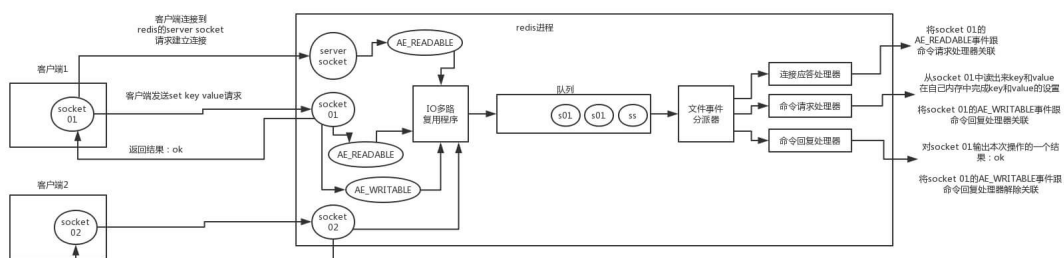 客户端连接到
redis的server socket
请求建立连接
redis进程
server
socket
AE_READABLE
将socket 01的
AE_READABLE事件跟
命令请求处理器关联
客户端1
连接应答处理器
socket
01
客户端发送set key value请求
socket
01
IO多路
复用程序
队列
s01
s01
ss
文件事件
分派器
命令请求处理器
从socket 01中读出来key和value
在自己内存中完成key和value的设置
将socket 01的AE_WRITABLE事件跟
命令回复处理器关联
返回结果：ok
AE_READABLE
命令回复处理器
对socket 01输出本次操作的一个结
果：ok
AE_WRITABLE
将socket 01的AE_WRITABLE事件跟
命令回复处理器解除关联
客户端2
socket
02
socket
02